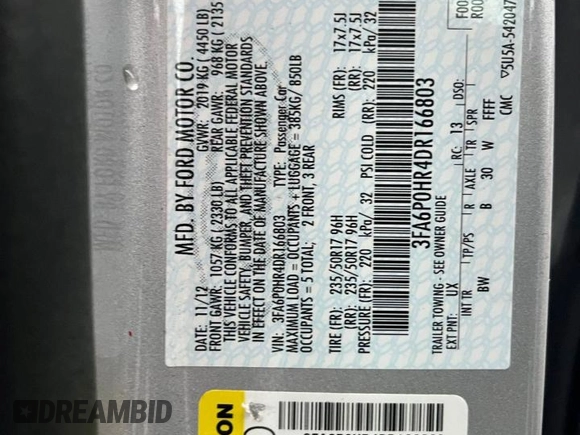 MFD. BY FORD MOTOR CO.
11/12 GVWR: 2019 KG ( 4450 LB)
FRONT GAWR: 1057 KG ( 2330 LB) REAR GAWR: 968 KG ( 2135
THIS VEHICLE CONFORMS TO ALL APPLICABLE FEDERAL MOTOR
VEHICLE SAFETY, BUMPER, AND THEFT PREVENTION STANDARDS
IN EFFECT ON THE DATE OF MANUFACTURE SHOWN ABOVE.
VIN: 3FA6P0HR4DR166803 TYPE: Passenger Car
MAXIMUM LOAD = OCCUPANTS + LUGGAGE = 385KG/ 850LB
OCCUPANTS = 5 TOTAL; 2 FRONT, 3 REAR
TIRE (FR): 235/50R17 96H RIMS (FR): 17x7.5J
(RR): 235/50R17 96H (RR): 17x7.5J
PRESSURE (FR): 220 kPa/ 32 PSI COLD (RR): 220 kPa/ 32
3FA6P0HR4DR166803
TRAILER TOWING - SEE OWNER GUIDE
F00
R00
EXT PNT: UX RC: 13 DSO:
INT TR TP/PS R AXLE TR SPR
BW B 30 W FFFF
CMC ▽5U5A-542047
ON
DREAMBID